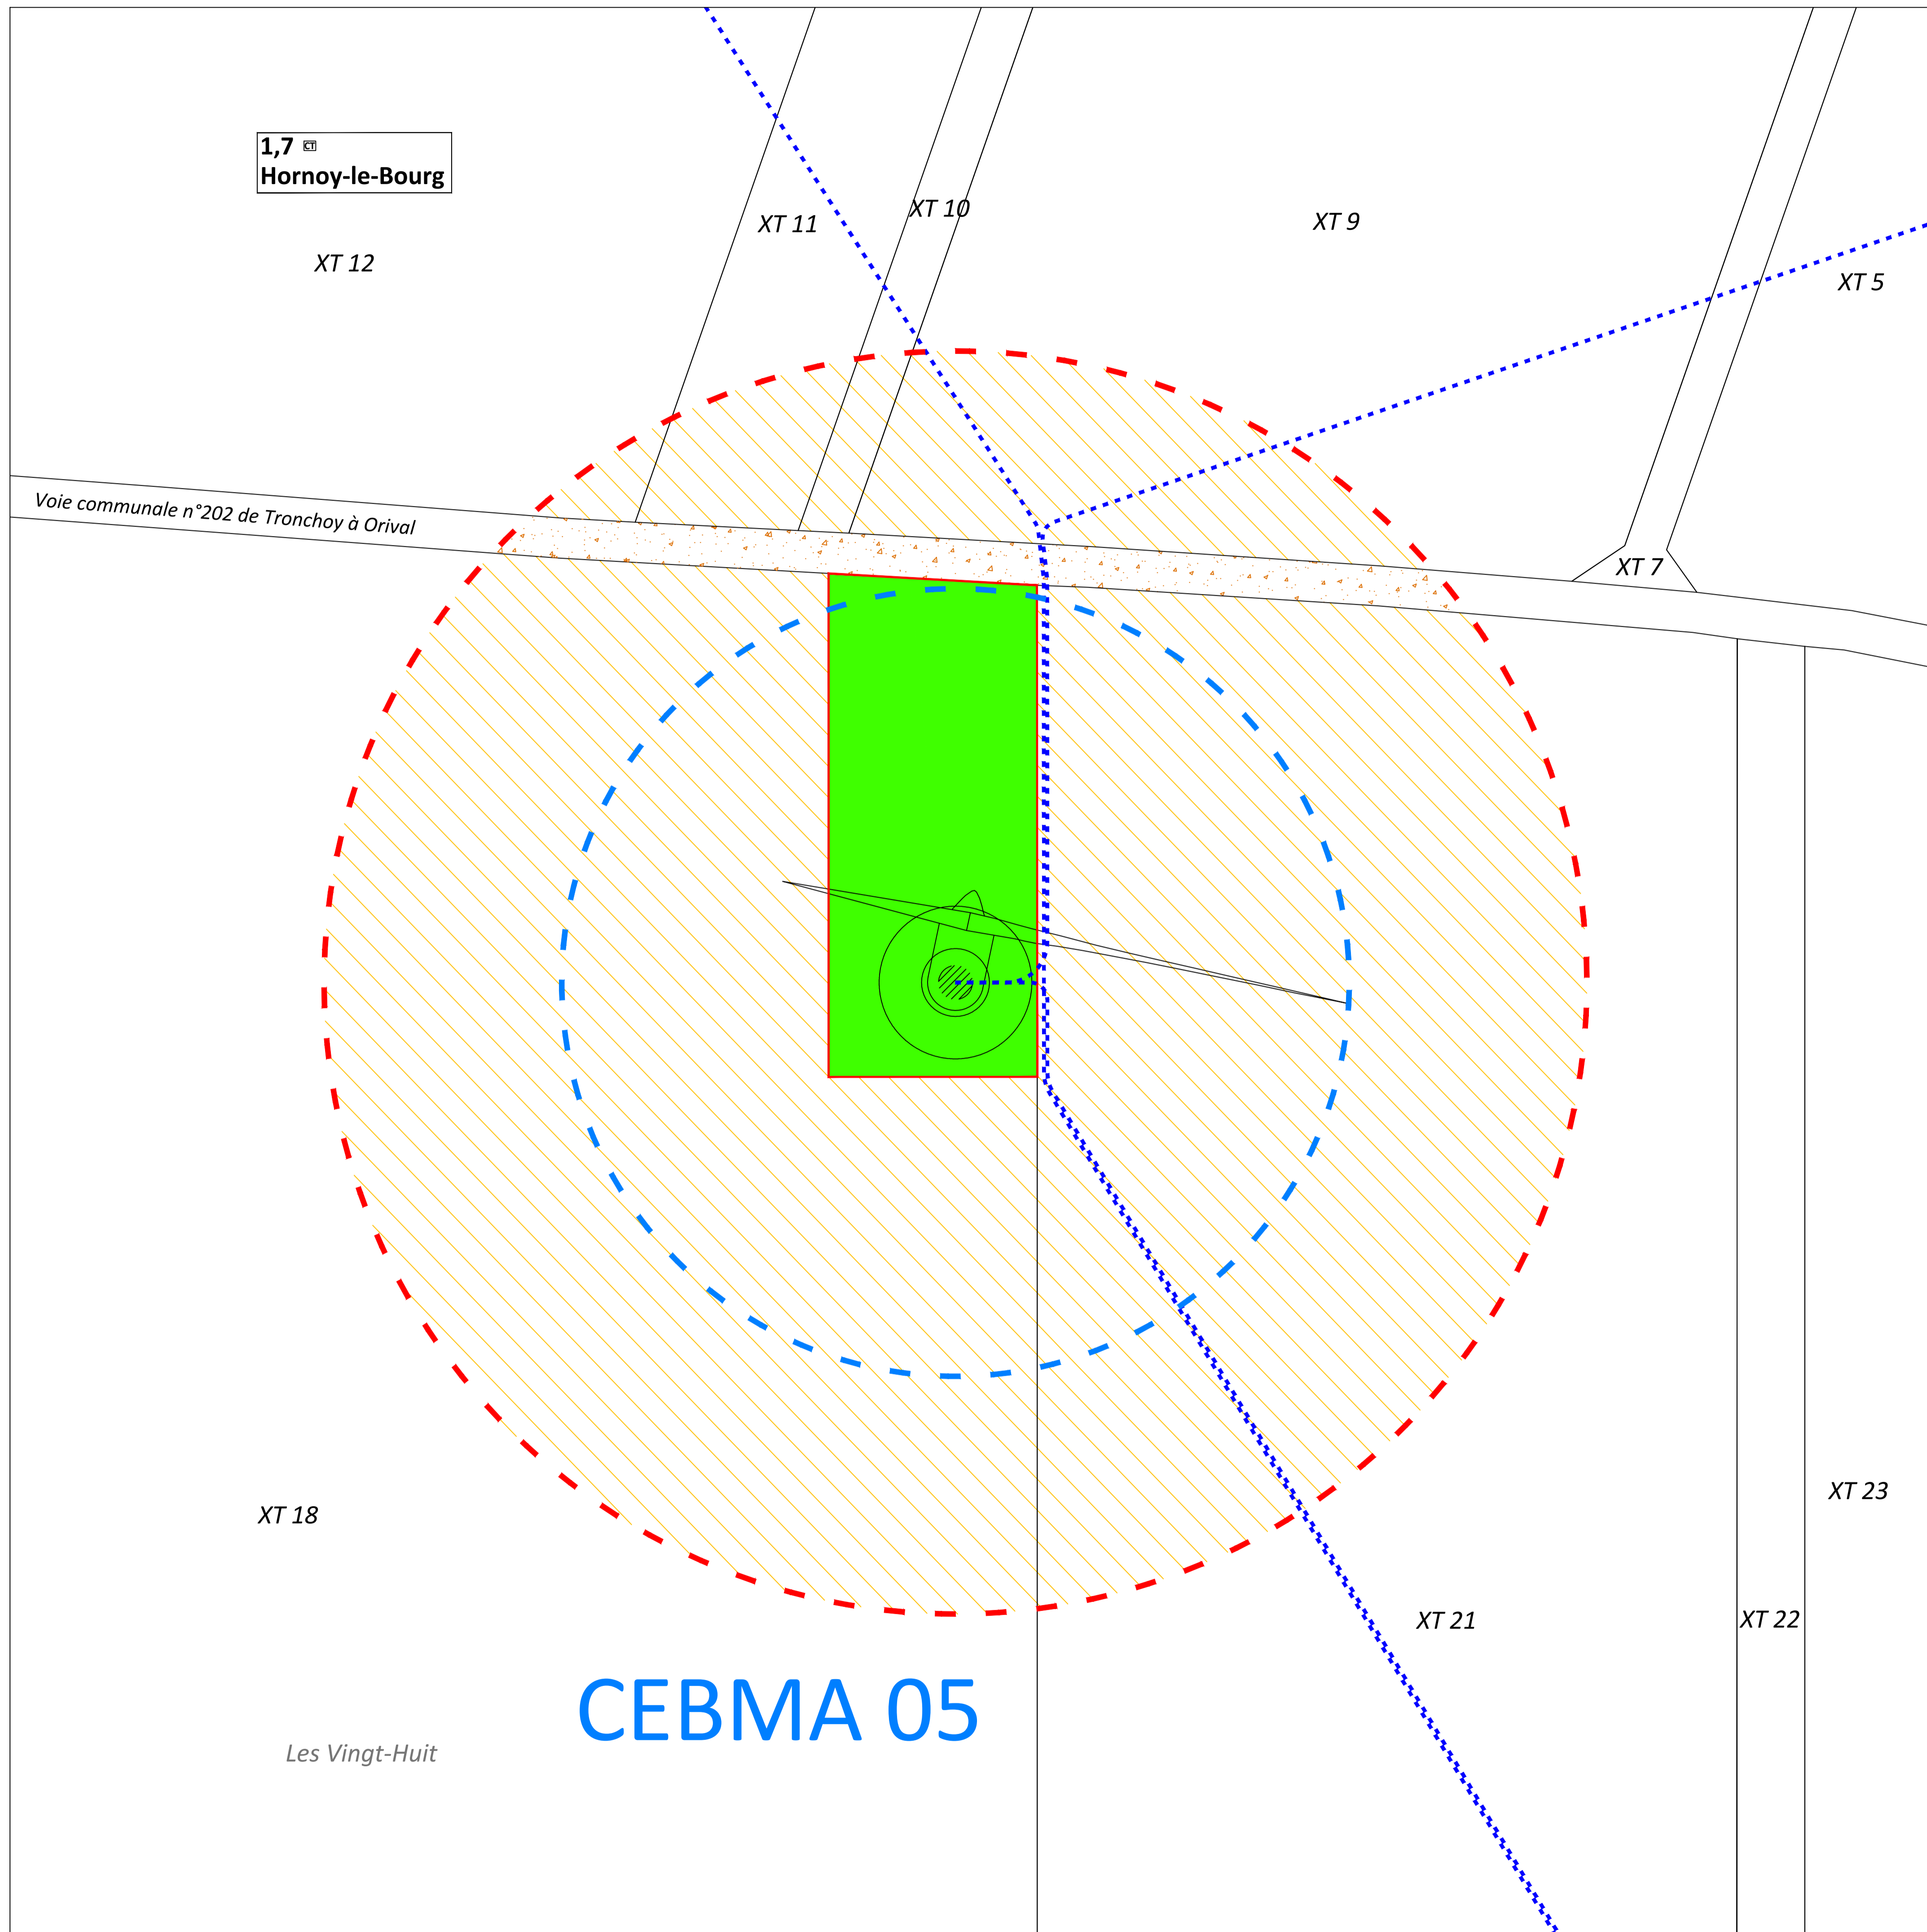 1,7 CT
Hornoy-le-Bourg
XT 11
XT 10
XT 9
XT 12
XT 5
Voie communale n°202 de Tronchoy à Orival
XT 7
XT 18
XT 23
XT 21
XT 22
CEBMA 05
Les Vingt-Huit